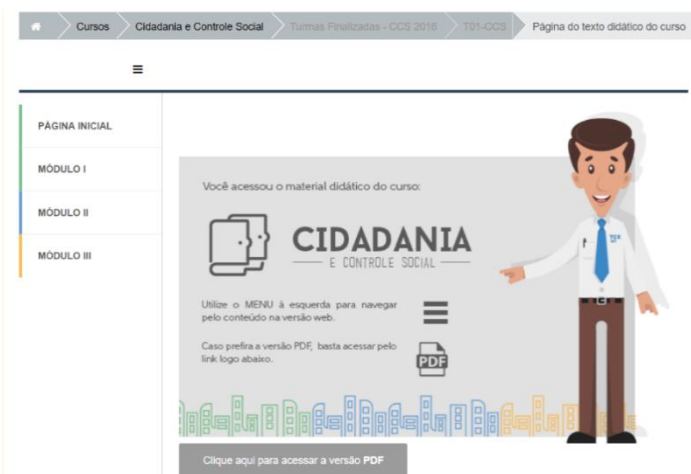 Cursos Cidadania e Controle Social Turmas Finalizadas - CCS 2016 T01-CCS Página do texto didático do curso
PÁGINA INICIAL
MÓDULO I
MÓDULO II
MÓDULO III
Você acessou o material didático do curso:
CIDADANIA
E CONTROLE SOCIAL
Utilize o MENU à esquerda para navegar
pelo conteúdo na versão web.
Caso prefira a versão PDF, basta acessar pelo
link logo abaixo.
PDF
Clique aqui para acessar a versão PDF